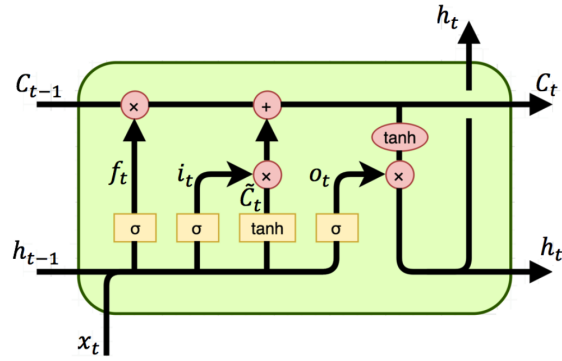 h_t
C_{t-1} × + C_t
tanh
f_t i_t × o_t ×
C̃_t
σ σ tanh σ
h_{t-1} h_t
x_t